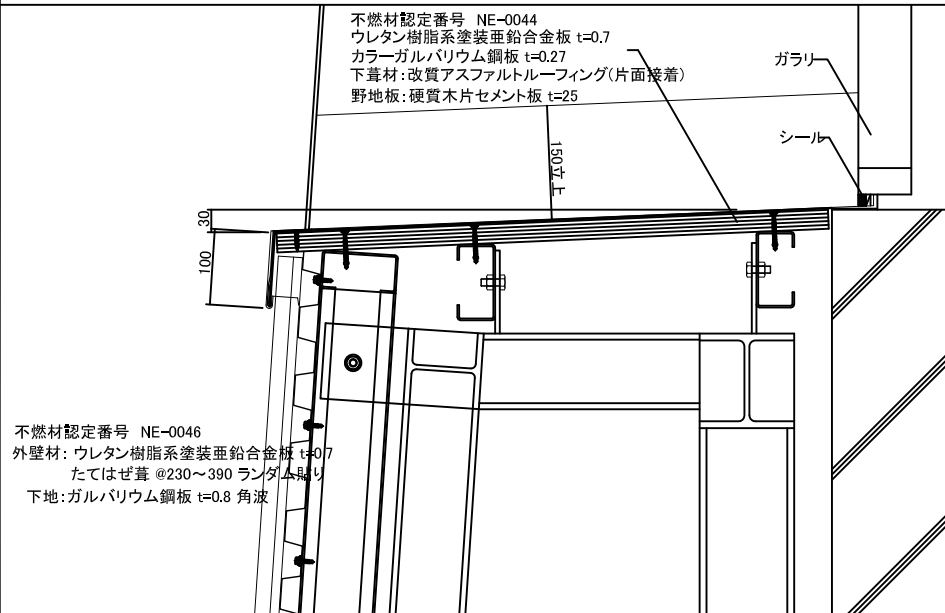 不燃材認定番号 NE-0044
ウレタン樹脂系塗装亜鉛合金板 t=0.7
カラーガルバリウム鋼板 t=0.27
下葺材:改質アスファルトルーフィング(片面接着)
野地板:硬質木片セメント板 t=25
ガラリ
シール
150立上
30
100
不燃材認定番号 NE-0046
外壁材: ウレタン樹脂系塗装亜鉛合金板 t=0.7
たてはぜ葺 @230~390 ランダム貼り
下地:ガルバリウム鋼板 t=0.8 角波